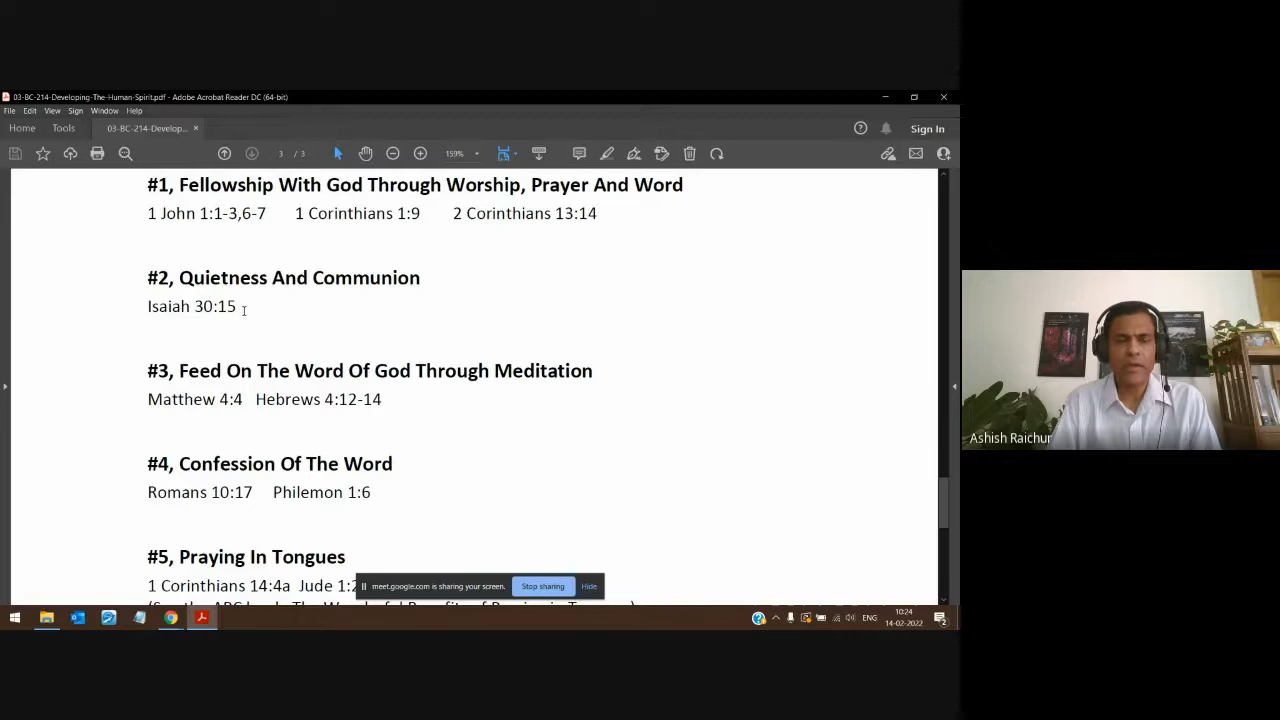 03-BC-214-Developing-The-Human-Spirit.pdf - Adobe Acrobat Reader DC (64-bit)
File Edit View Sign Window Help
Home Tools 03-BC-214-Develop... × Sign In
3 / 3 159%
#1, Fellowship With God Through Worship, Prayer And Word
1 John 1:1-3,6-7 1 Corinthians 1:9 2 Corinthians 13:14
#2, Quietness And Communion
Isaiah 30:15
#3, Feed On The Word Of God Through Meditation
Matthew 4:4 Hebrews 4:12-14
Ashish Raichur
#4, Confession Of The Word
Romans 10:17 Philemon 1:6
#5, Praying In Tongues
1 Corinthians 14:4a Jude 1:2
meet.google.com is sharing your screen. Stop sharing Hide
ENG
10:24
14-02-2022